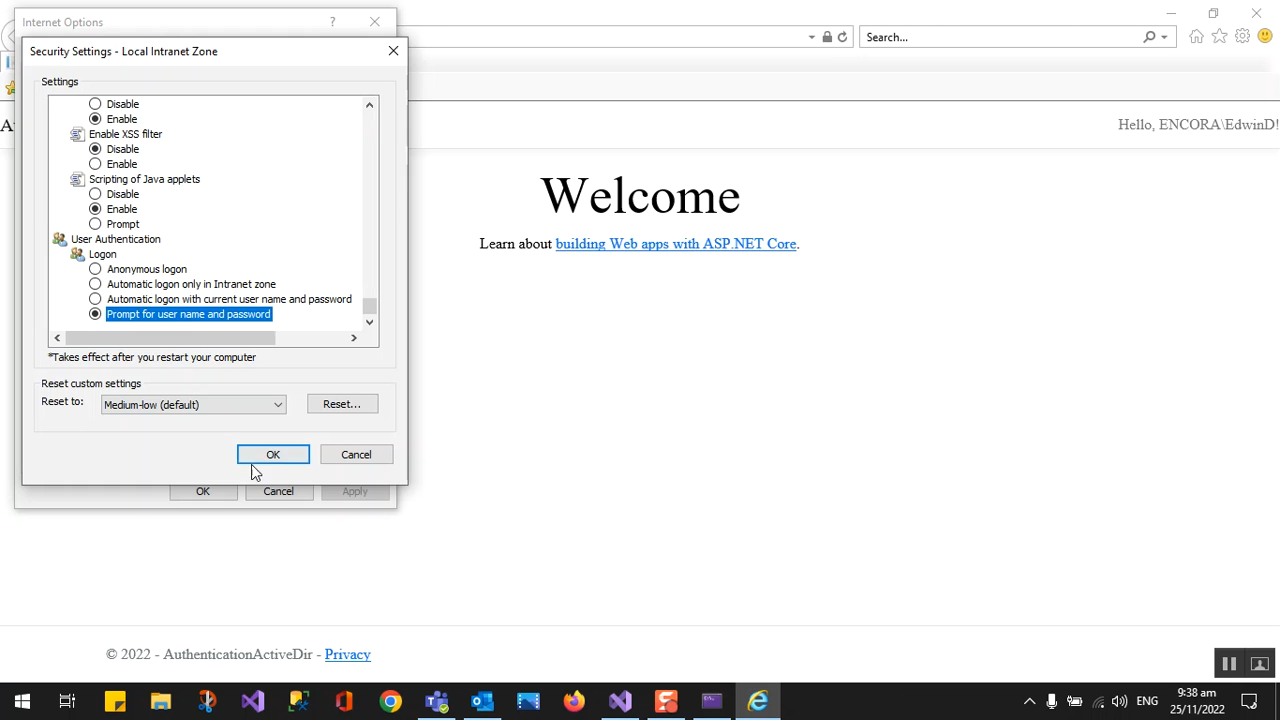 Internet Options
?
Security Settings - Local Intranet Zone
Search...
Settings
Disable
Enable
Enable XSS filter
Disable
Enable
Scripting of Java applets
Disable
Enable
Prompt
User Authentication
Logon
Anonymous logon
Automatic logon only in Intranet zone
Automatic logon with current user name and password
Prompt for user name and password
*Takes effect after you restart your computer
Reset custom settings
Reset to: Medium-low (default) Reset...
OK Cancel
OK Cancel Apply
Hello, ENCORA\EdwinD!
Welcome
Learn about building Web apps with ASP.NET Core.
© 2022 - AuthenticationActiveDir - Privacy
ENG
9:38 am
25/11/2022